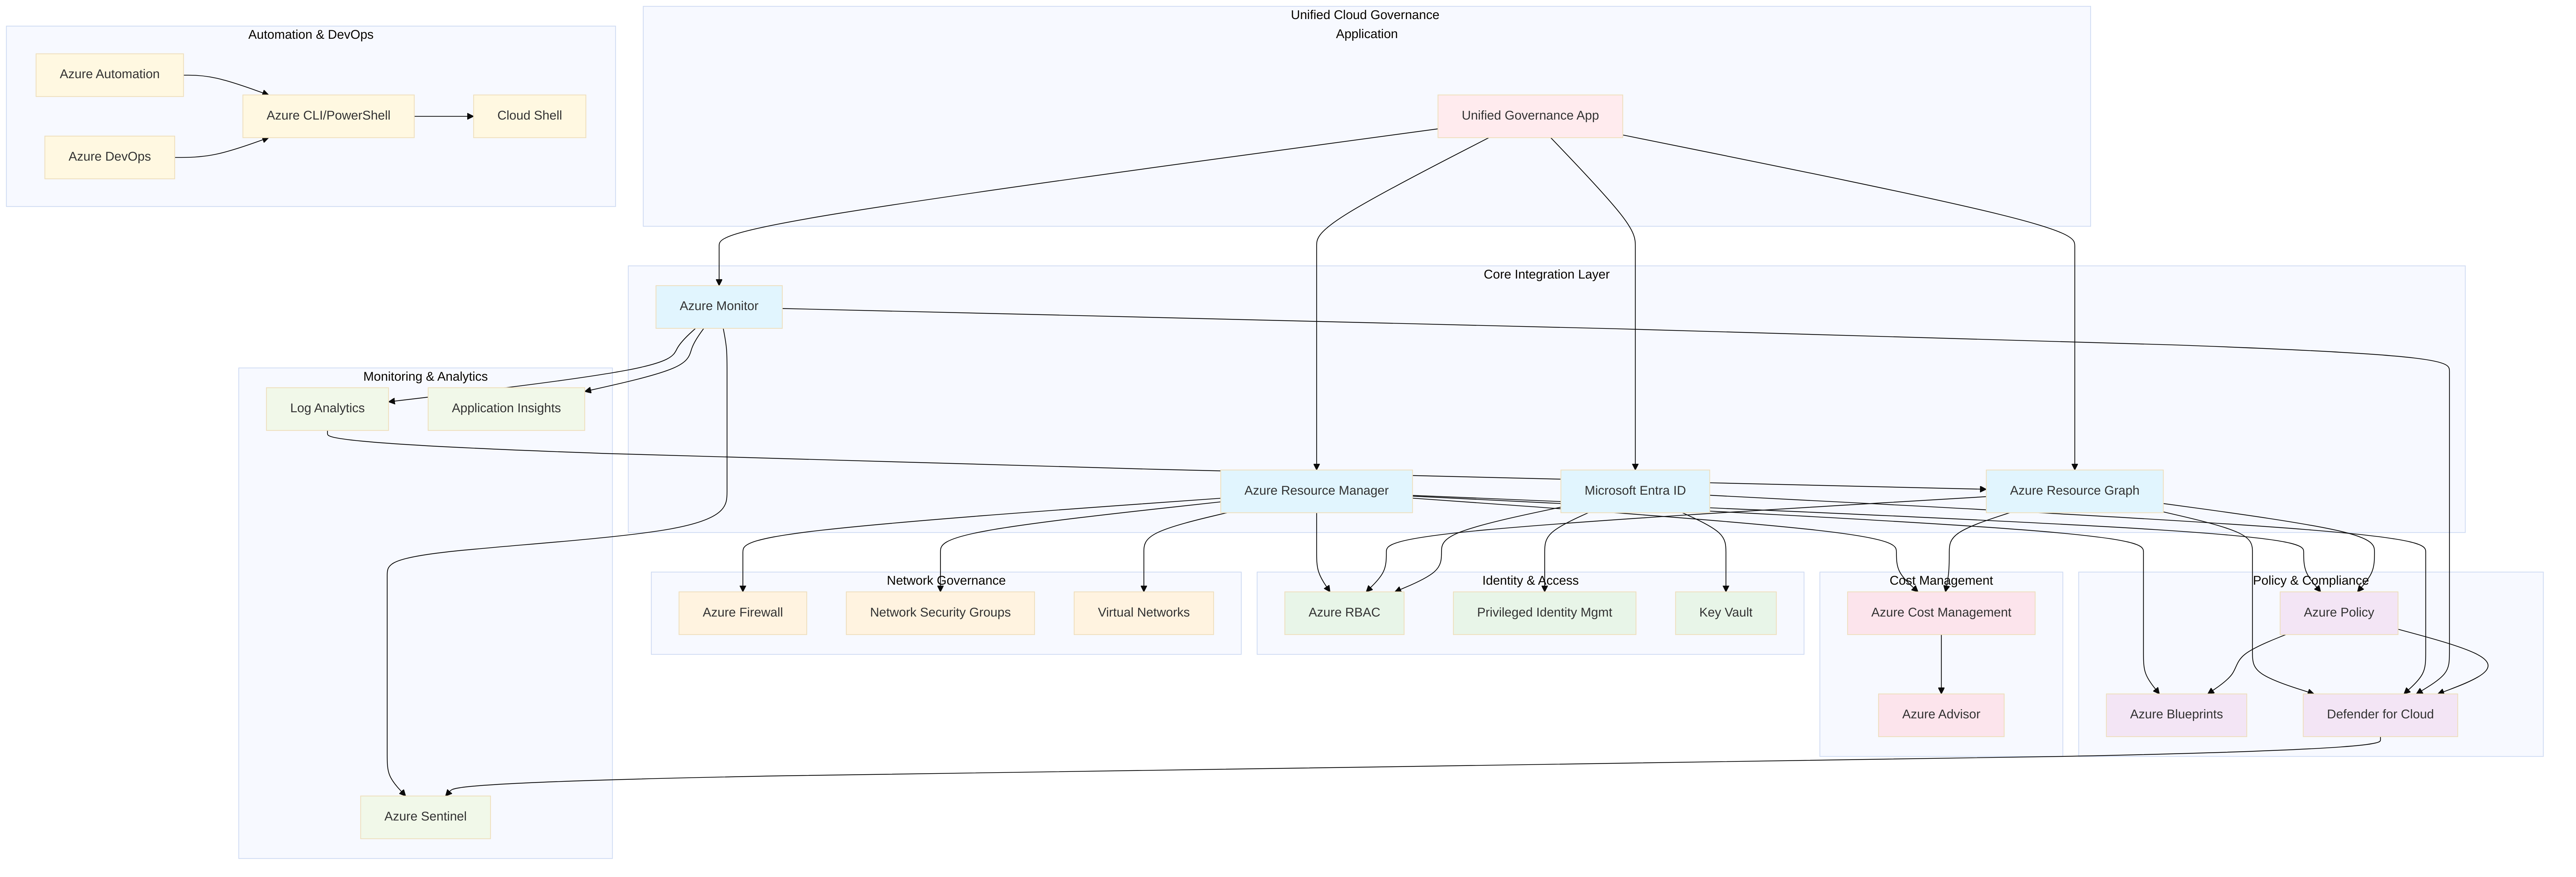 Unified Cloud Governance
Application
Unified Governance App
Automation & DevOps
Azure Automation
Azure DevOps
Azure CLI/PowerShell
Cloud Shell
Core Integration Layer
Azure Monitor
Azure Resource Manager
Microsoft Entra ID
Azure Resource Graph
Monitoring & Analytics
Log Analytics
Application Insights
Azure Sentinel
Network Governance
Azure Firewall
Network Security Groups
Virtual Networks
Identity & Access
Azure RBAC
Privileged Identity Mgmt
Key Vault
Cost Management
Azure Cost Management
Azure Advisor
Policy & Compliance
Azure Policy
Azure Blueprints
Defender for Cloud